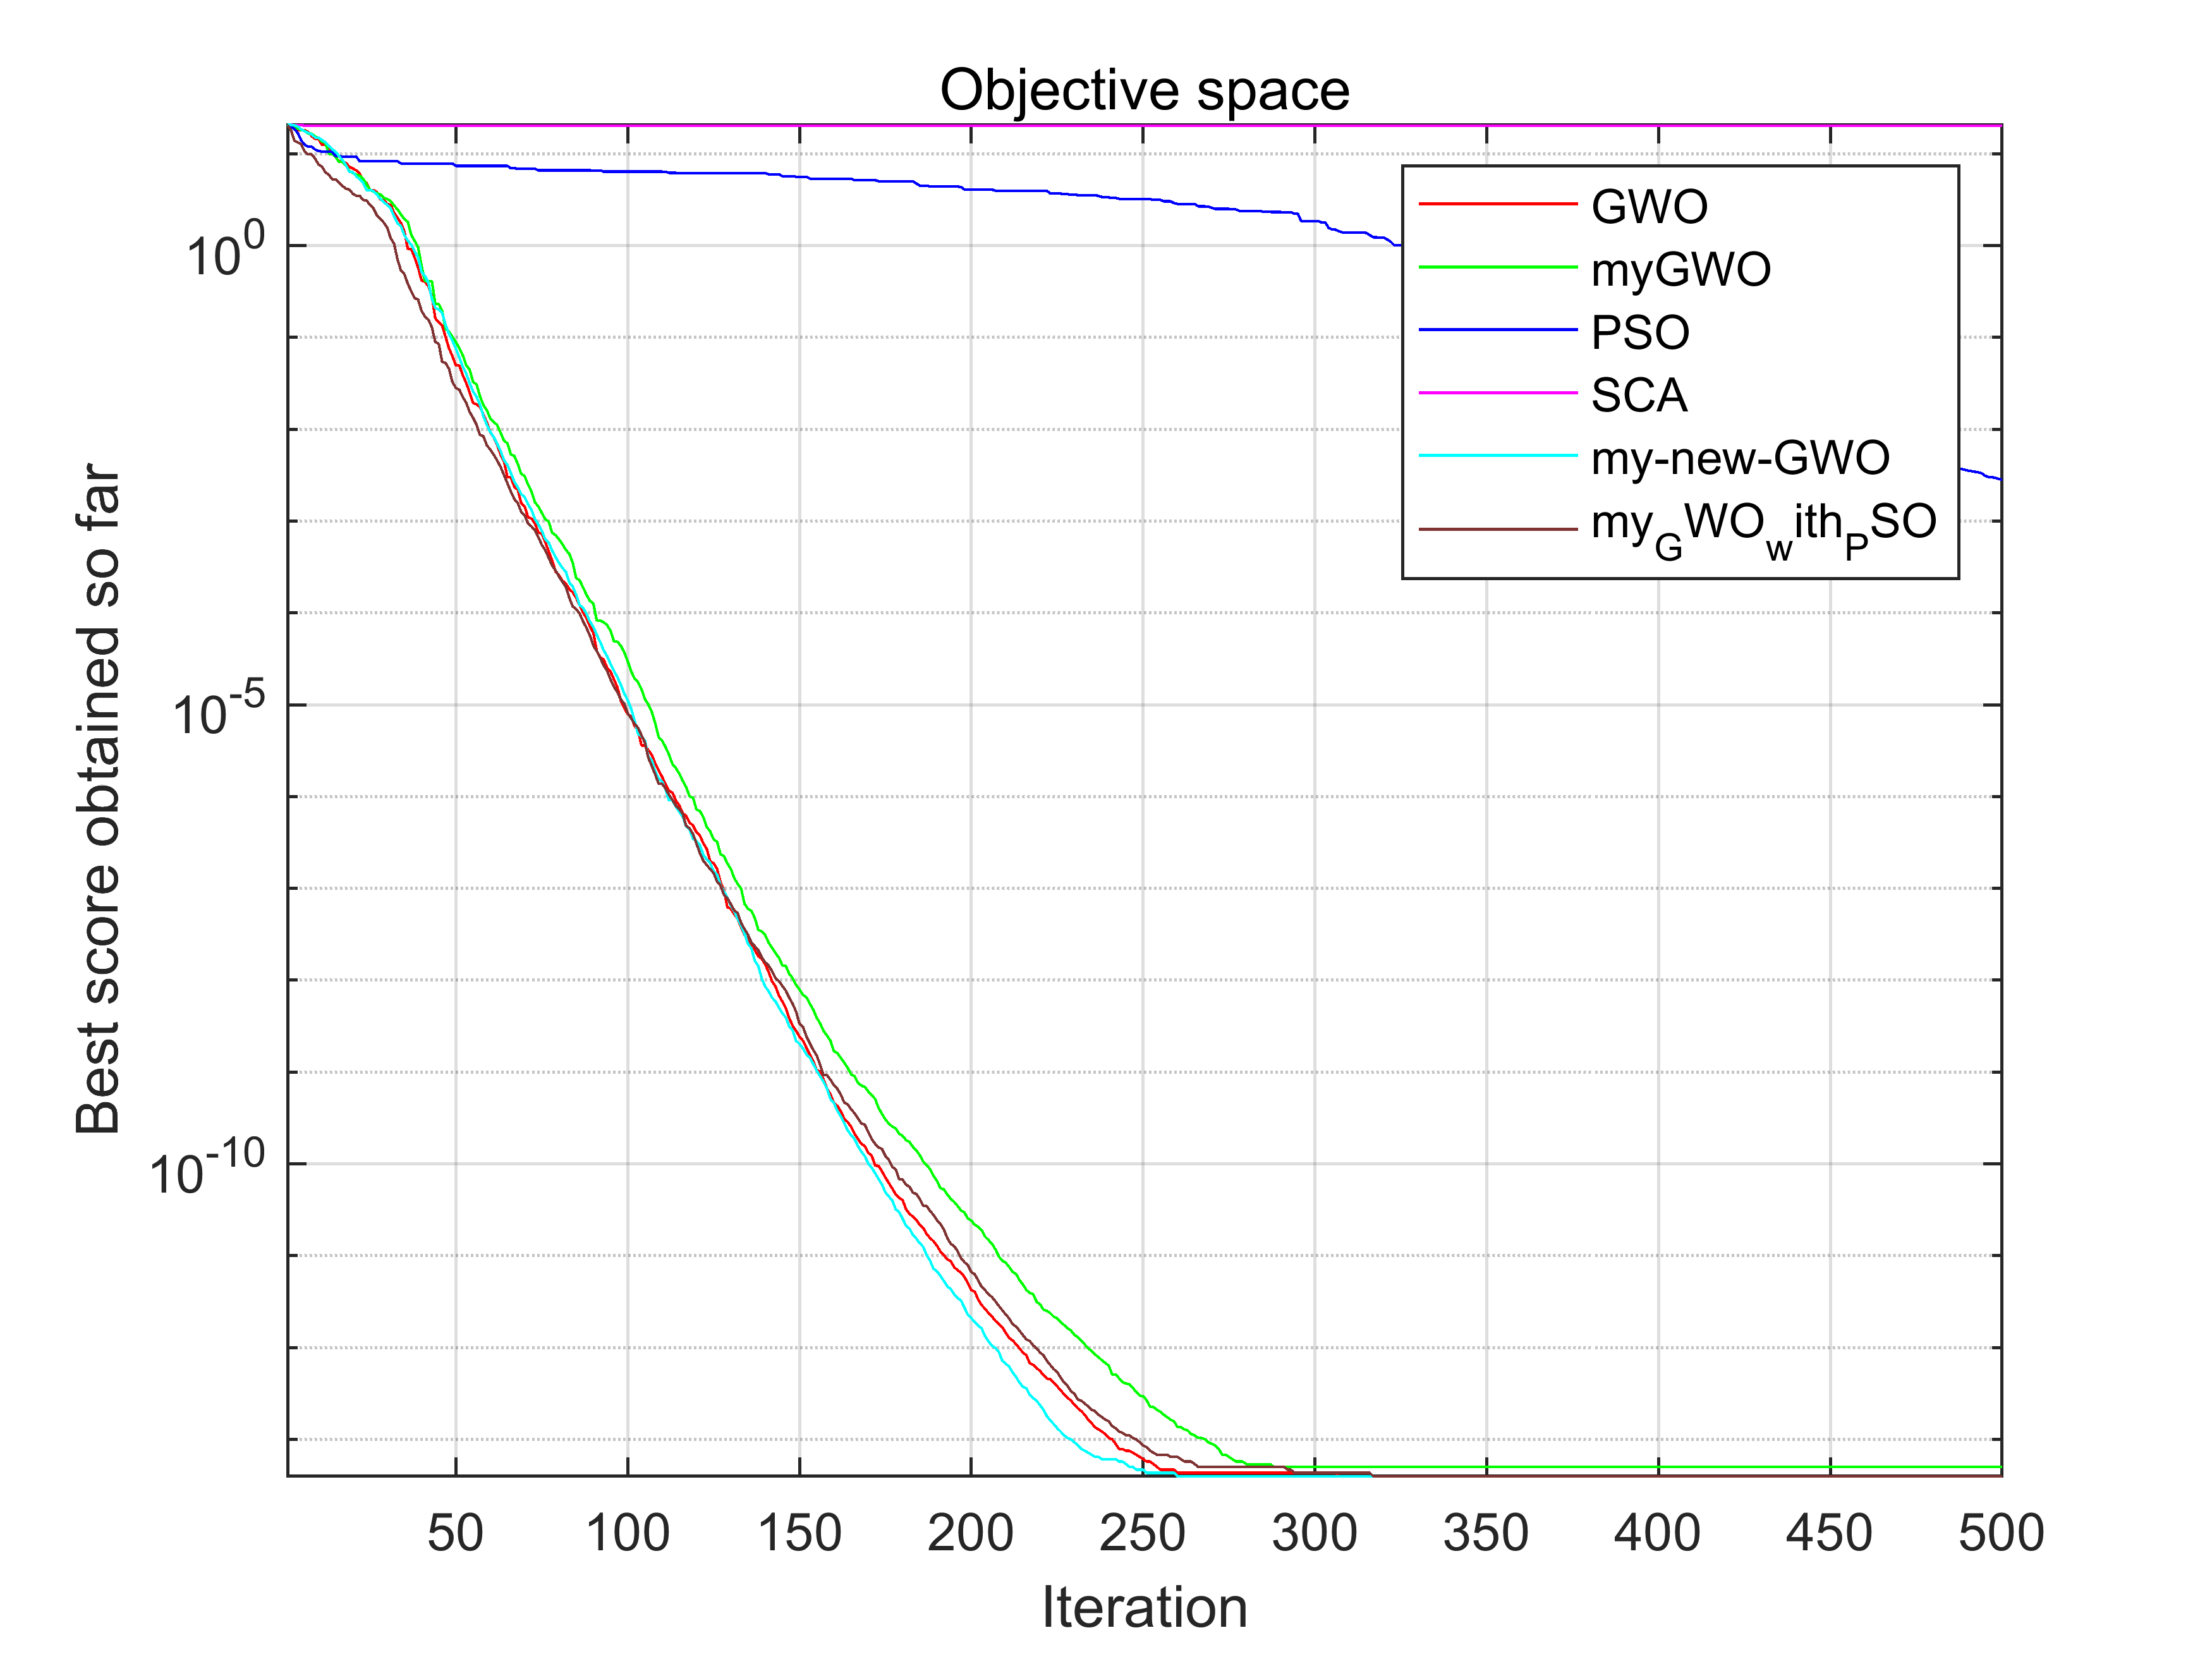 Objective space
Best score obtained so far
10^0
10^-5
10^-10
GWO
myGWO
PSO
SCA
my-new-GWO
my_GWO_with_PSO
50 100 150 200 250 300 350 400 450 500
Iteration